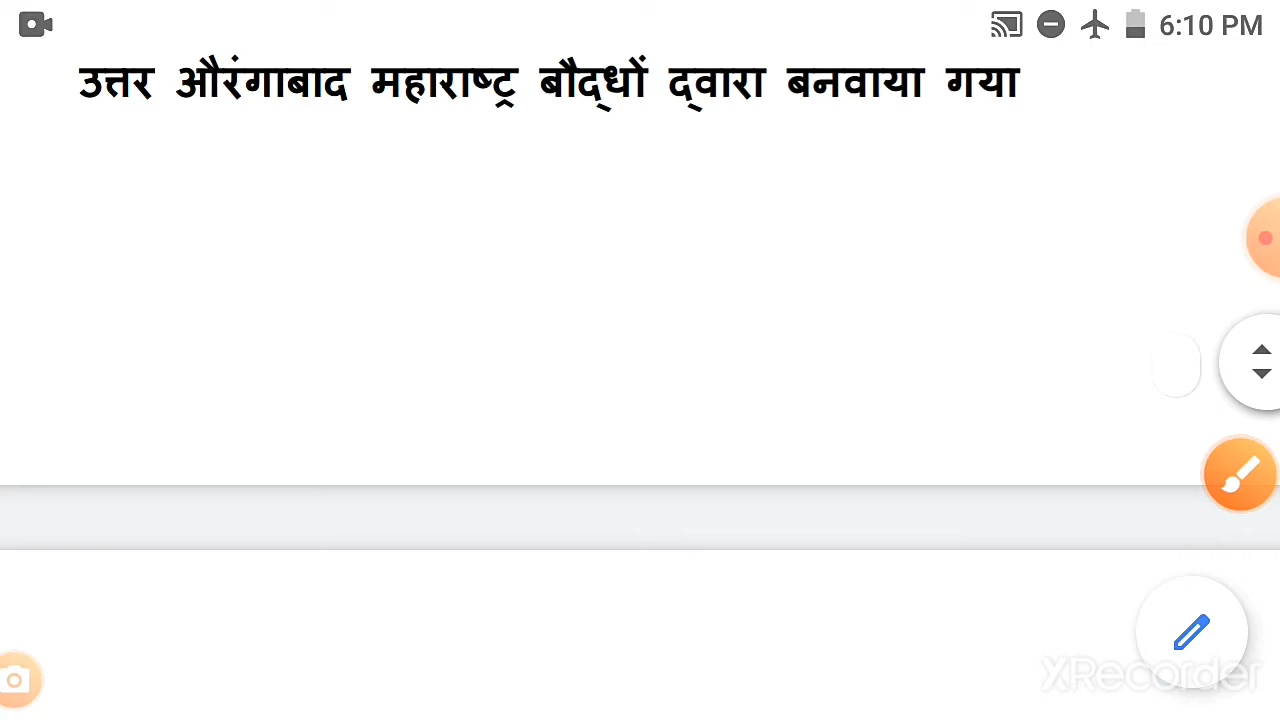 6:10 PM
उत्तर औरंगाबाद महाराष्ट्र बौद्धों द्वारा बनवाया गया
XRecorder